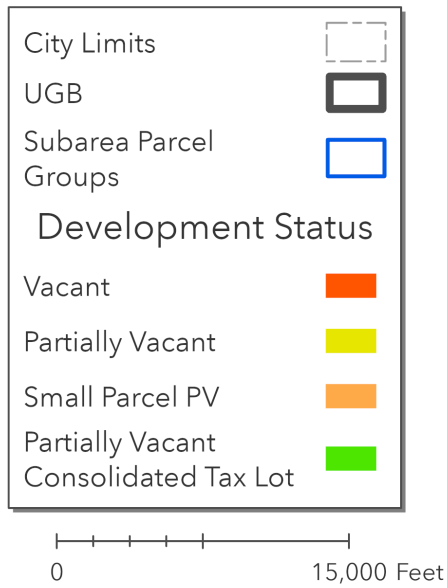 City Limits
UGB
Subarea Parcel
Groups
Development Status
Vacant
Partially Vacant
Small Parcel PV
Partially Vacant
Consolidated Tax Lot
0 15,000 Feet